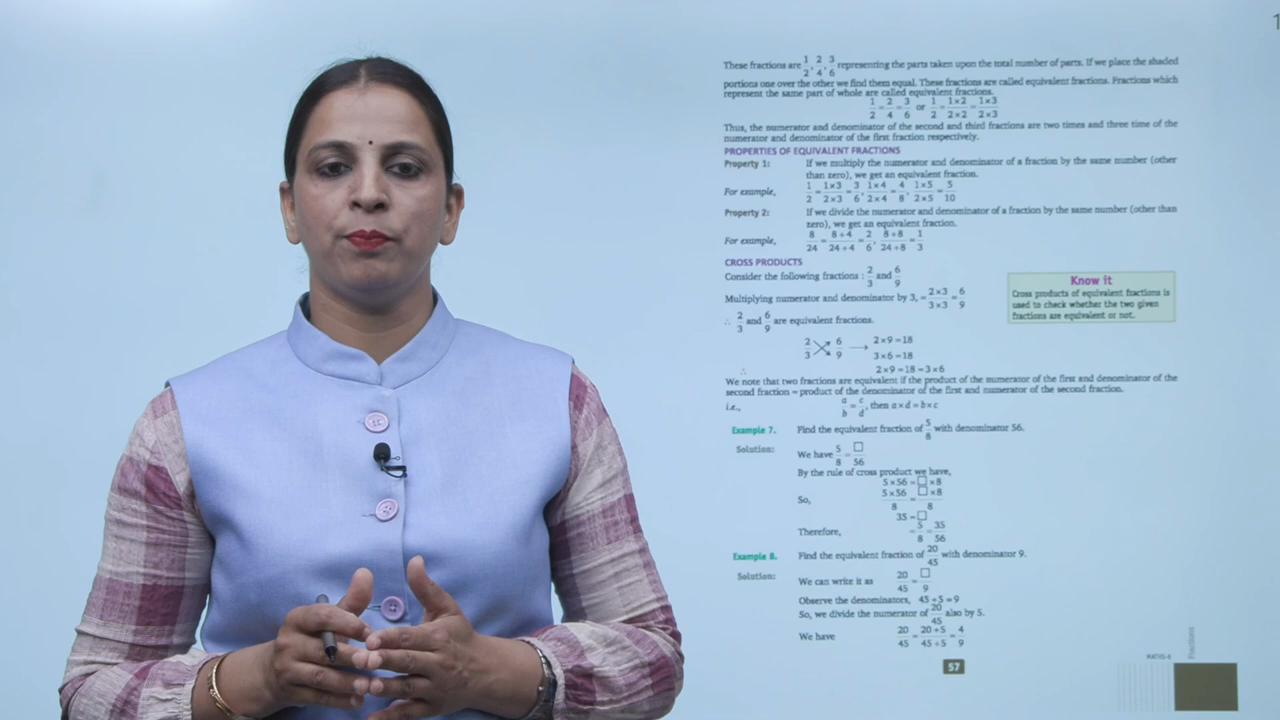 1
These fractions are 1/2, 2/4, 3/6 representing the parts taken upon the total number of parts. If we place the shaded
portions one over the other we find them equal. These fractions are called equivalent fractions. Fractions which
represent the same part of whole are called equivalent fractions.
1/2 = 2/4 = 3/6 or 1/2 = 1×2/2×2 = 1×3/2×3
Thus, the numerator and denominator of the second and third fractions are two times and three time of the
numerator and denominator of the first fraction respectively.
PROPERTIES OF EQUIVALENT FRACTIONS
Property 1: If we multiply the numerator and denominator of a fraction by the same number (other
than zero), we get an equivalent fraction.
For example, 1/2 = 1×3/2×3 = 3/6, 1×4/2×4 = 4/8, 1×5/2×5 = 5/10
Property 2: If we divide the numerator and denominator of a fraction by the same number (other than
zero), we get an equivalent fraction.
For example, 8/24 = 8÷4/24÷4 = 2/6, 8÷8/24÷8 = 1/3
CROSS PRODUCTS
Consider the following fractions : 2/3 and 6/9
Multiplying numerator and denominator by 3, = 2×3/3×3 = 6/9
∴ 2/3 and 6/9 are equivalent fractions.
Know it
Cross products of equivalent fractions is
used to check whether the two given
fractions are equivalent or not.
2/3 6/9 → 2×9=18
3×6=18
∴ 2×9=18=3×6
We note that two fractions are equivalent if the product of the numerator of the first and denominator of the
second fraction = product of the denominator of the first and numerator of the second fraction.
i.e., a/b = c/d, then a×d=b×c
Example 7. Find the equivalent fraction of 5/8 with denominator 56.
Solution: We have 5/8 = □/56
By the rule of cross product we have,
5×56=□×8
So, 5×56/8 = □×8/8
35=□
Therefore, =5/8=35/56
Example 8. Find the equivalent fraction of 20/45 with denominator 9.
Solution: We can write it as 20/45 = □/9
Observe the denominators, 45÷5=9
So, we divide the numerator of 20/45 also by 5.
We have 20/45 = 20÷5/45÷5 = 4/9
57
MATHS-6
Fractions